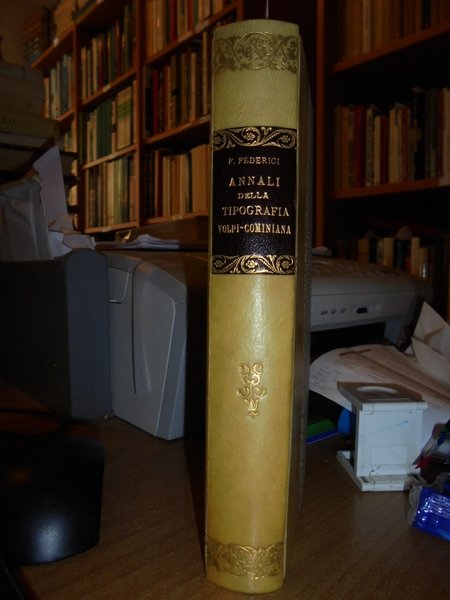 F. FEDERICI
ANNALI
DELLA
TIPOGRAFIA
VOLPI-COMINIANA